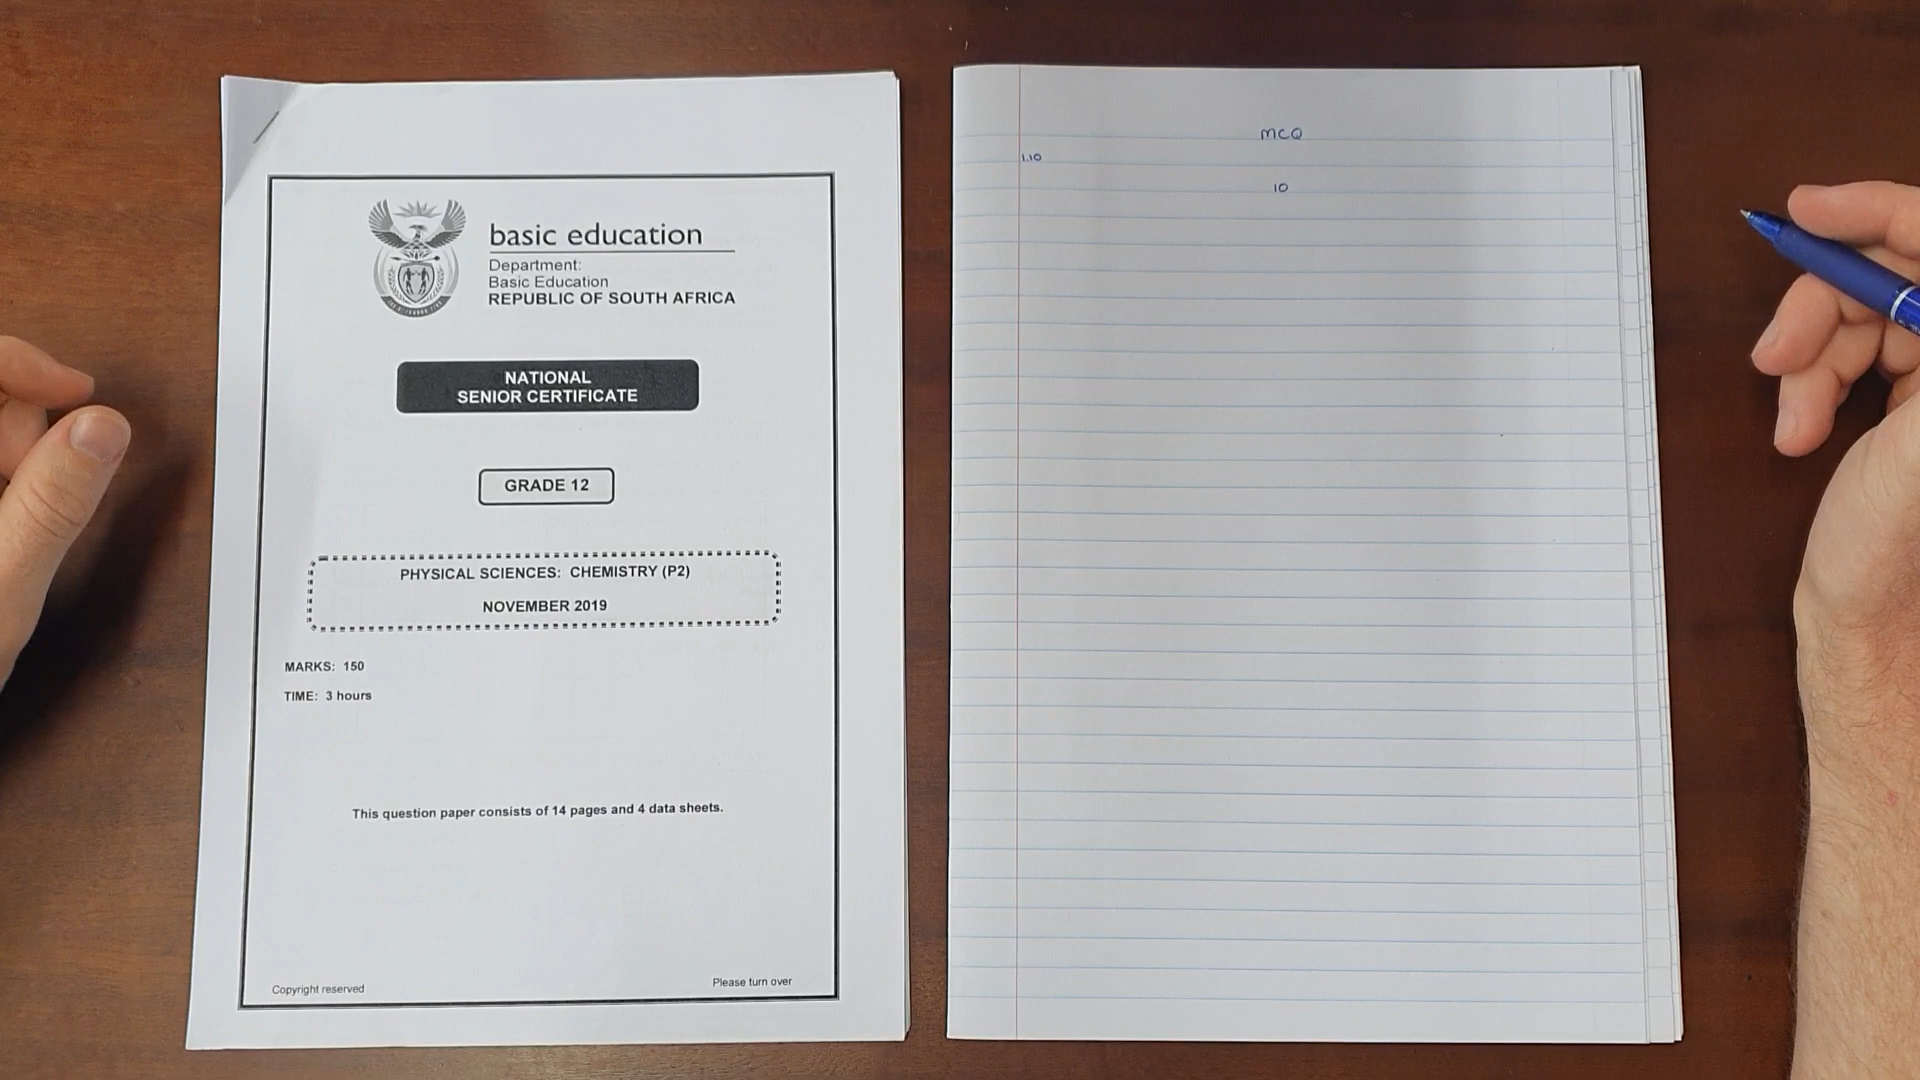 basic education
Department:
Basic Education
REPUBLIC OF SOUTH AFRICA
NATIONAL
SENIOR CERTIFICATE
GRADE 12
PHYSICAL SCIENCES: CHEMISTRY (P2)
NOVEMBER 2019
MARKS: 150
TIME: 3 hours
This question paper consists of 14 pages and 4 data sheets.
Copyright reserved
Please turn over
MCQ
1.10
10